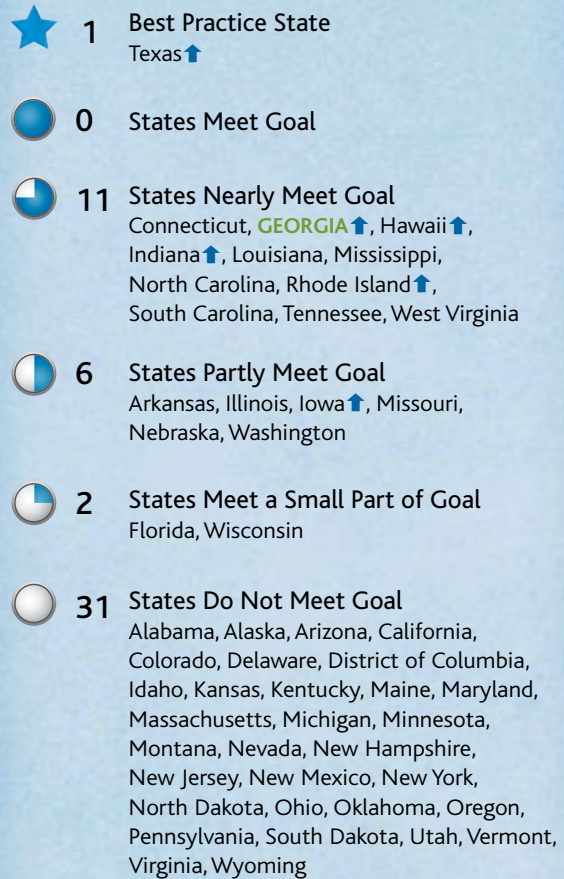 1 Best Practice State
Texas⬆
0 States Meet Goal
11 States Nearly Meet Goal
Connecticut, GEORGIA⬆, Hawaii⬆,
Indiana⬆, Louisiana, Mississippi,
North Carolina, Rhode Island⬆,
South Carolina, Tennessee, West Virginia
6 States Partly Meet Goal
Arkansas, Illinois, Iowa⬆, Missouri,
Nebraska, Washington
2 States Meet a Small Part of Goal
Florida, Wisconsin
31 States Do Not Meet Goal
Alabama, Alaska, Arizona, California,
Colorado, Delaware, District of Columbia,
Idaho, Kansas, Kentucky, Maine, Maryland,
Massachusetts, Michigan, Minnesota,
Montana, Nevada, New Hampshire,
New Jersey, New Mexico, New York,
North Dakota, Ohio, Oklahoma, Oregon,
Pennsylvania, South Dakota, Utah, Vermont,
Virginia, Wyoming